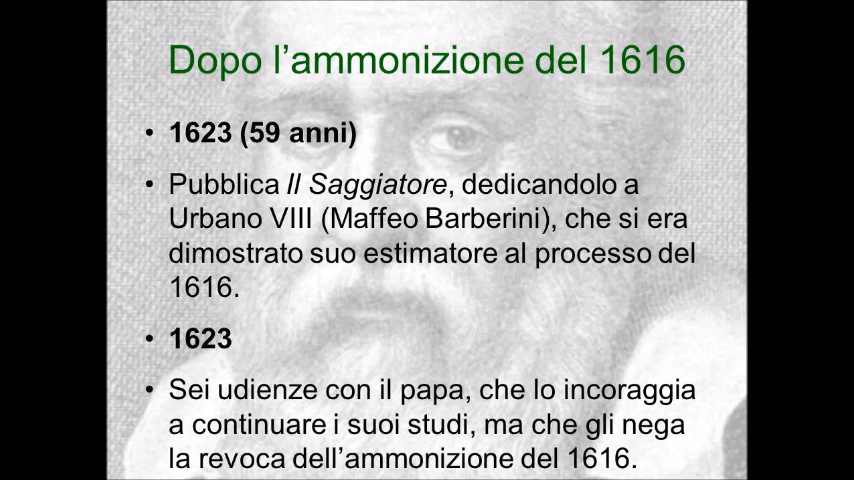 Dopo l’ammonizione del 1616
• 1623 (59 anni)
• Pubblica Il Saggiatore, dedicandolo a
Urbano VIII (Maffeo Barberini), che si era
dimostrato suo estimatore al processo del
1616.
• 1623
• Sei udienze con il papa, che lo incoraggia
a continuare i suoi studi, ma che gli nega
la revoca dell’ammonizione del 1616.